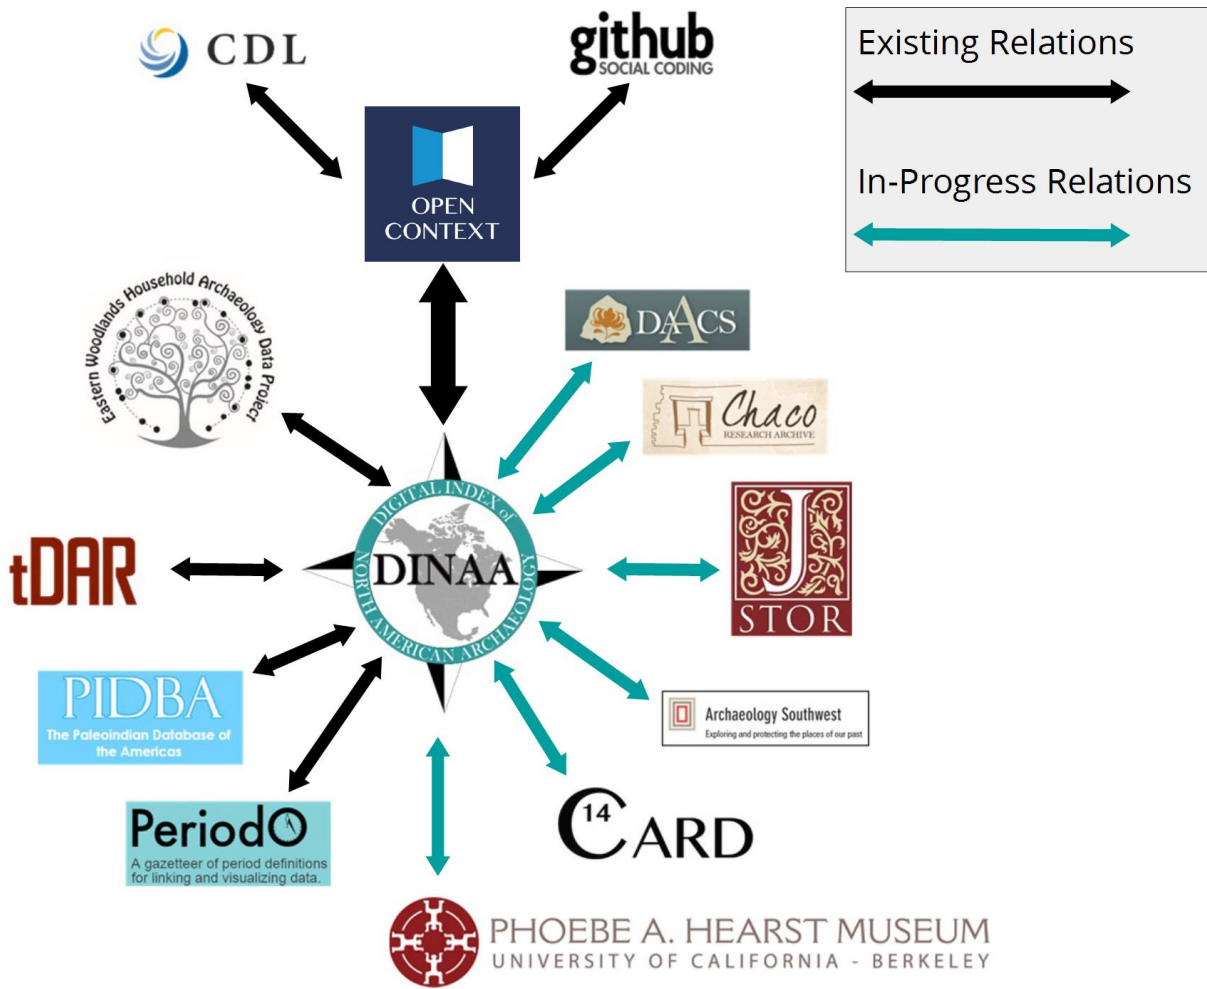 CDL
github
SOCIAL CODING
Existing Relations
In-Progress Relations
OPEN
CONTEXT
Eastern Woodlands Household Archaeology Data Project
DAACS
Chaco
RESEARCH ARCHIVE
DIGITAL INDEX of
NORTH AMERICAN ARCHAEOLOGY
DINAA
JSTOR
tDAR
PIDBA
The Paleoindian Database of
the Americas
Archaeology Southwest
Exploring and protecting the places of our past
PeriodO
A gazetteer of period definitions
for linking and visualizing data.
14
CARD
PHOEBE A. HEARST MUSEUM
UNIVERSITY OF CALIFORNIA - BERKELEY